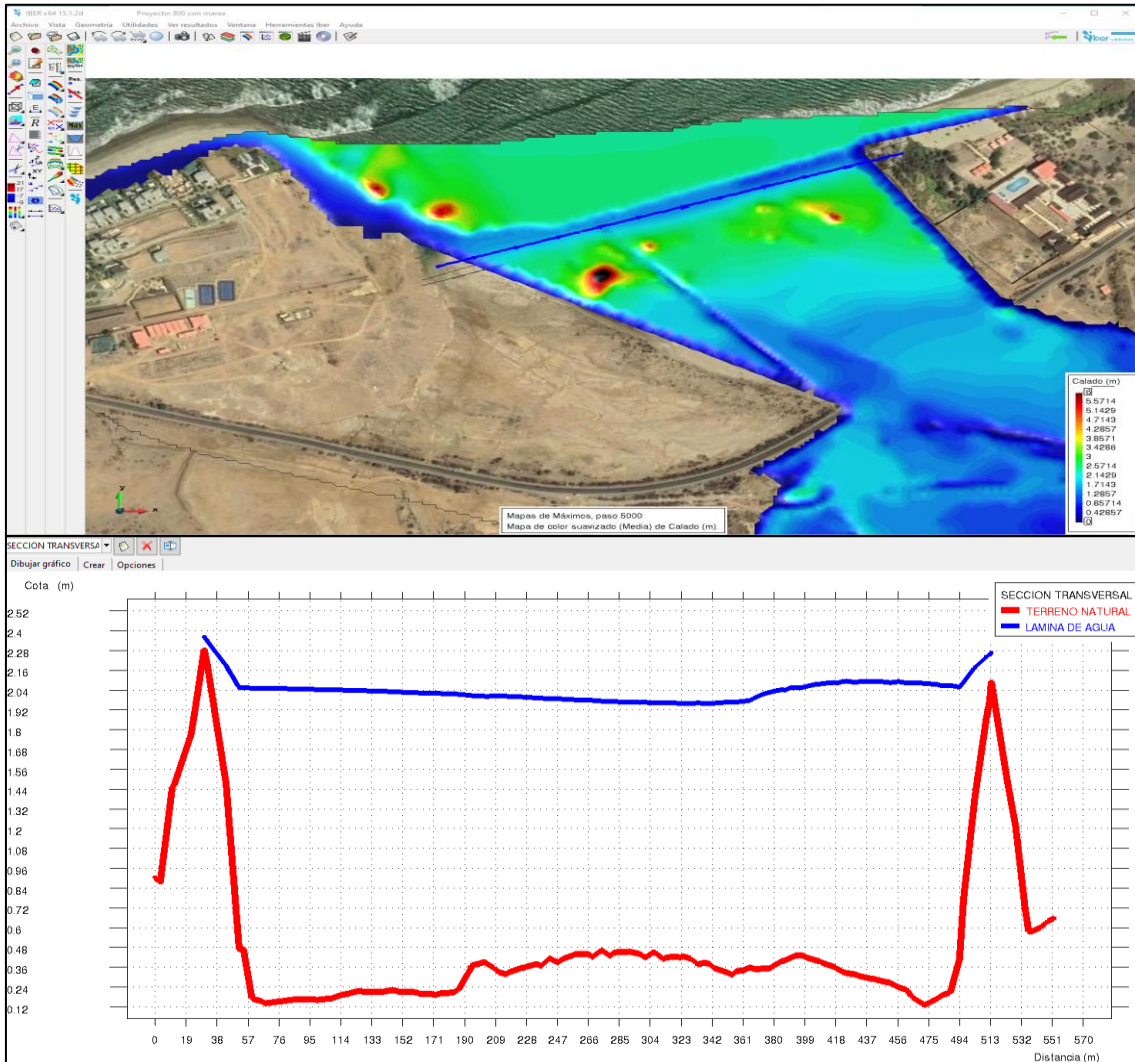 IBER x64 15.1.2d Proyecto: 800 con marea
Archivo Vista Geometría Utilidades Ver resultados Ventana Herramientas Iber Ayuda
Iber
Max
R
XY
Calado (m)
6
5.5714
5.1429
4.7143
4.2857
3.8571
3.4286
3
2.5714
2.1429
1.7143
1.2857
0.85714
0.42857
0
y
x
Mapas de Máximos, paso 5000
Mapa de color suavizado (Media) de Calado (m).
SECCION TRANSVERSA
Dibujar gráfico Crear Opciones
Cota (m)
SECCION TRANSVERSAL
TERRENO NATURAL
LAMINA DE AGUA
2.52
2.4
2.28
2.16
2.04
1.92
1.8
1.68
1.56
1.44
1.32
1.2
1.08
0.96
0.84
0.72
0.6
0.48
0.36
0.24
0.12
0 19 38 57 76 95 114 133 152 171 190 209 228 247 266 285 304 323 342 361 380 399 418 437 456 475 494 513 532 551 570
Distancia (m)